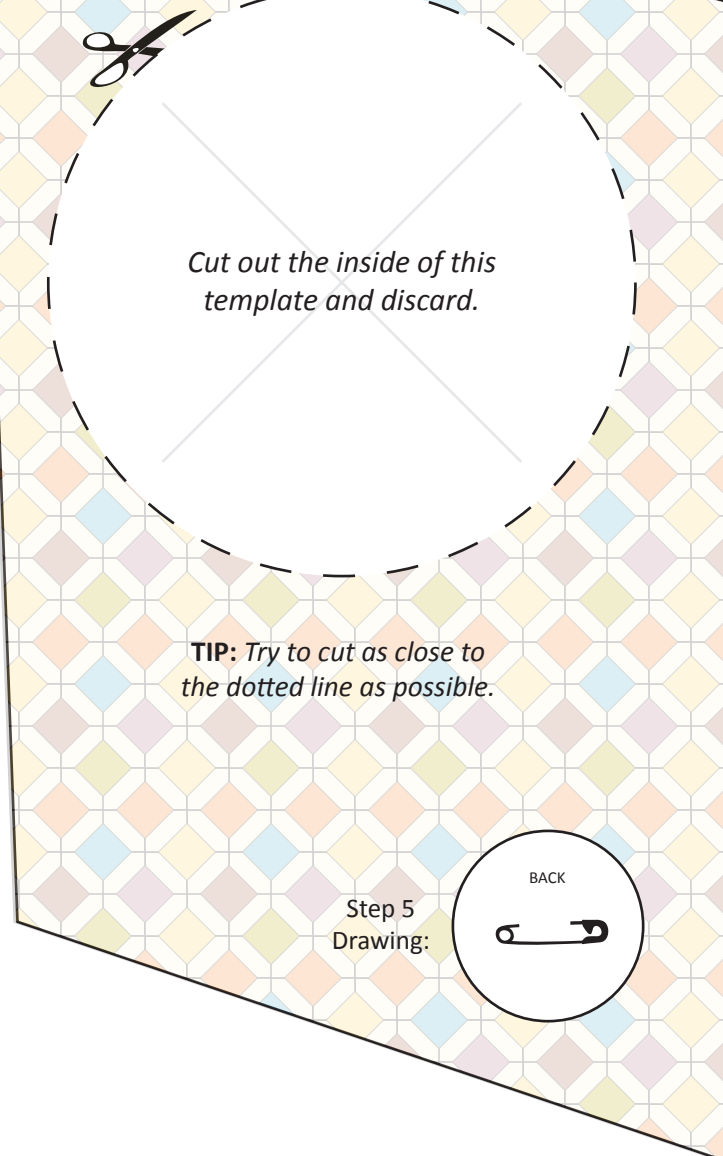 Cut out the inside of this
template and discard.
TIP: Try to cut as close to
the dotted line as possible.
Step 5
Drawing:
BACK